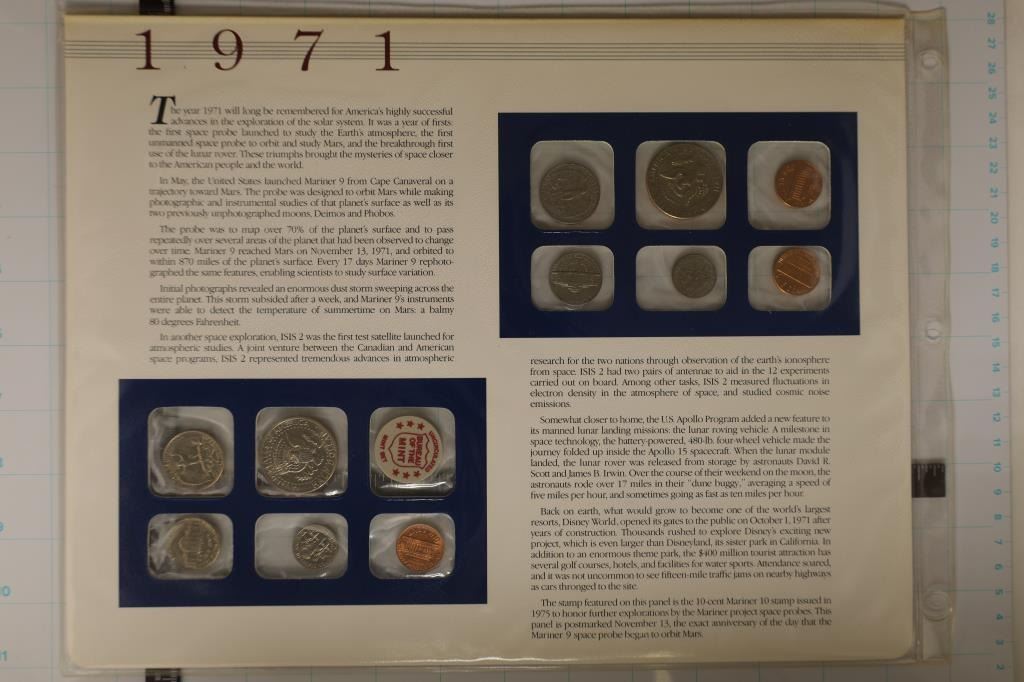 1971
The year 1971 will long be remembered for America's highly successful
advances in the exploration of the solar system. It was a year of firsts:
the first space probe launched to study the Earth's atmosphere, the first
unmanned space probe to orbit and study Mars, and the breakthrough first
use of the lunar rover. These triumphs brought the mysteries of space closer
to the American people and the world.
In May, the United States launched Mariner 9 from Cape Canaveral on a
trajectory toward Mars. The probe was designed to orbit Mars while making
photographic and instrumental studies of that planet's surface as well as its
two previously unphotographed moons, Deimos and Phobos.
The probe was to map over 70% of the planet's surface and to pass
repeatedly over several areas of the planet that had been observed to change
over time. Mariner 9 reached Mars on November 13, 1971, and orbited to
within 870 miles of the planet's surface. Every 17 days Mariner 9 rephoto-
graphed the same features, enabling scientists to study surface variation.
Initial photographs revealed an enormous dust storm sweeping across the
entire planet. This storm subsided after a week, and Mariner 9's instruments
were able to detect the temperature of summertime on Mars: a balmy
80 degrees Fahrenheit.
In another space exploration, ISIS 2 was the first test satellite launched for
atmospheric studies. A joint venture between the Canadian and American
space programs, ISIS 2 represented tremendous advances in atmospheric
research for the two nations through observation of the earth's ionosphere
from space. ISIS 2 had two pairs of antennae to aid in the 12 experiments
carried out on board. Among other tasks, ISIS 2 measured fluctuations in
electron density in the atmosphere of space, and studied cosmic noise
emissions.
Somewhat closer to home, the U.S. Apollo Program added a new feature to
its manned lunar landing missions: the lunar roving vehicle. A milestone in
space technology, the battery-powered, 480-lb. four-wheel vehicle made the
journey folded up inside the Apollo 15 spacecraft. When the lunar module
landed, the lunar rover was released from storage by astronauts David R.
Scott and James B. Irwin. Over the course of their weekend on the moon, the
astronauts rode over 17 miles in their "dune buggy," averaging a speed of
five miles per hour, and sometimes going as fast as ten miles per hour.
Back on earth, what would grow to become one of the world's largest
resorts, Disney World, opened its gates to the public on October 1, 1971 after
years of construction. Thousands rushed to explore Disney's exciting new
project, which is even larger than Disneyland, its sister park in California. In
addition to an enormous theme park, the $400 million tourist attraction has
several golf courses, hotels, and facilities for water sports. Attendance soared,
and it was not uncommon to see fifteen-mile traffic jams on nearby highways
as cars thronged to the site.
The stamp featured on this panel is the 10-cent Mariner 10 stamp issued in
1975 to honor further explorations by the Mariner project space probes. This
panel is postmarked November 13, the exact anniversary of the day that the
Mariner 9 space probe began to orbit Mars.
BUREAU
OF THE
MINT
28
27
26
25
24
23
22
21
20
19
18
17
16
15
14
13
7
6
5
4
3
2